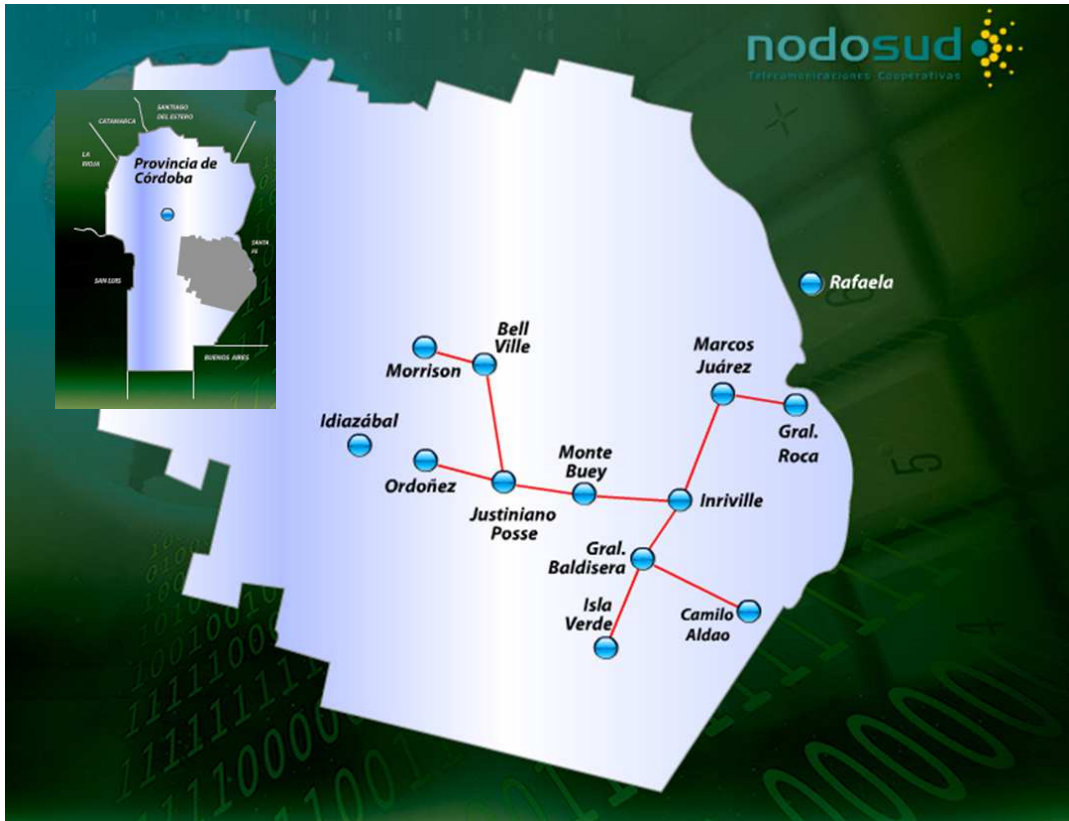 nodosud
Telecomunicaciones Cooperativas
SANTIAGO
DEL ESTERO
CATAMARCA
LA
RIOJA
Provincia de
Córdoba
SANTA
FE
SAN LUIS
BUENOS AIRES
Rafaela
Bell
Ville
Morrison
Marcos
Juárez
Gral.
Roca
Idiazábal
Ordoñez
Monte
Buey
Justiniano
Posse
Inriville
Gral.
Baldisera
Isla
Verde
Camilo
Aldao